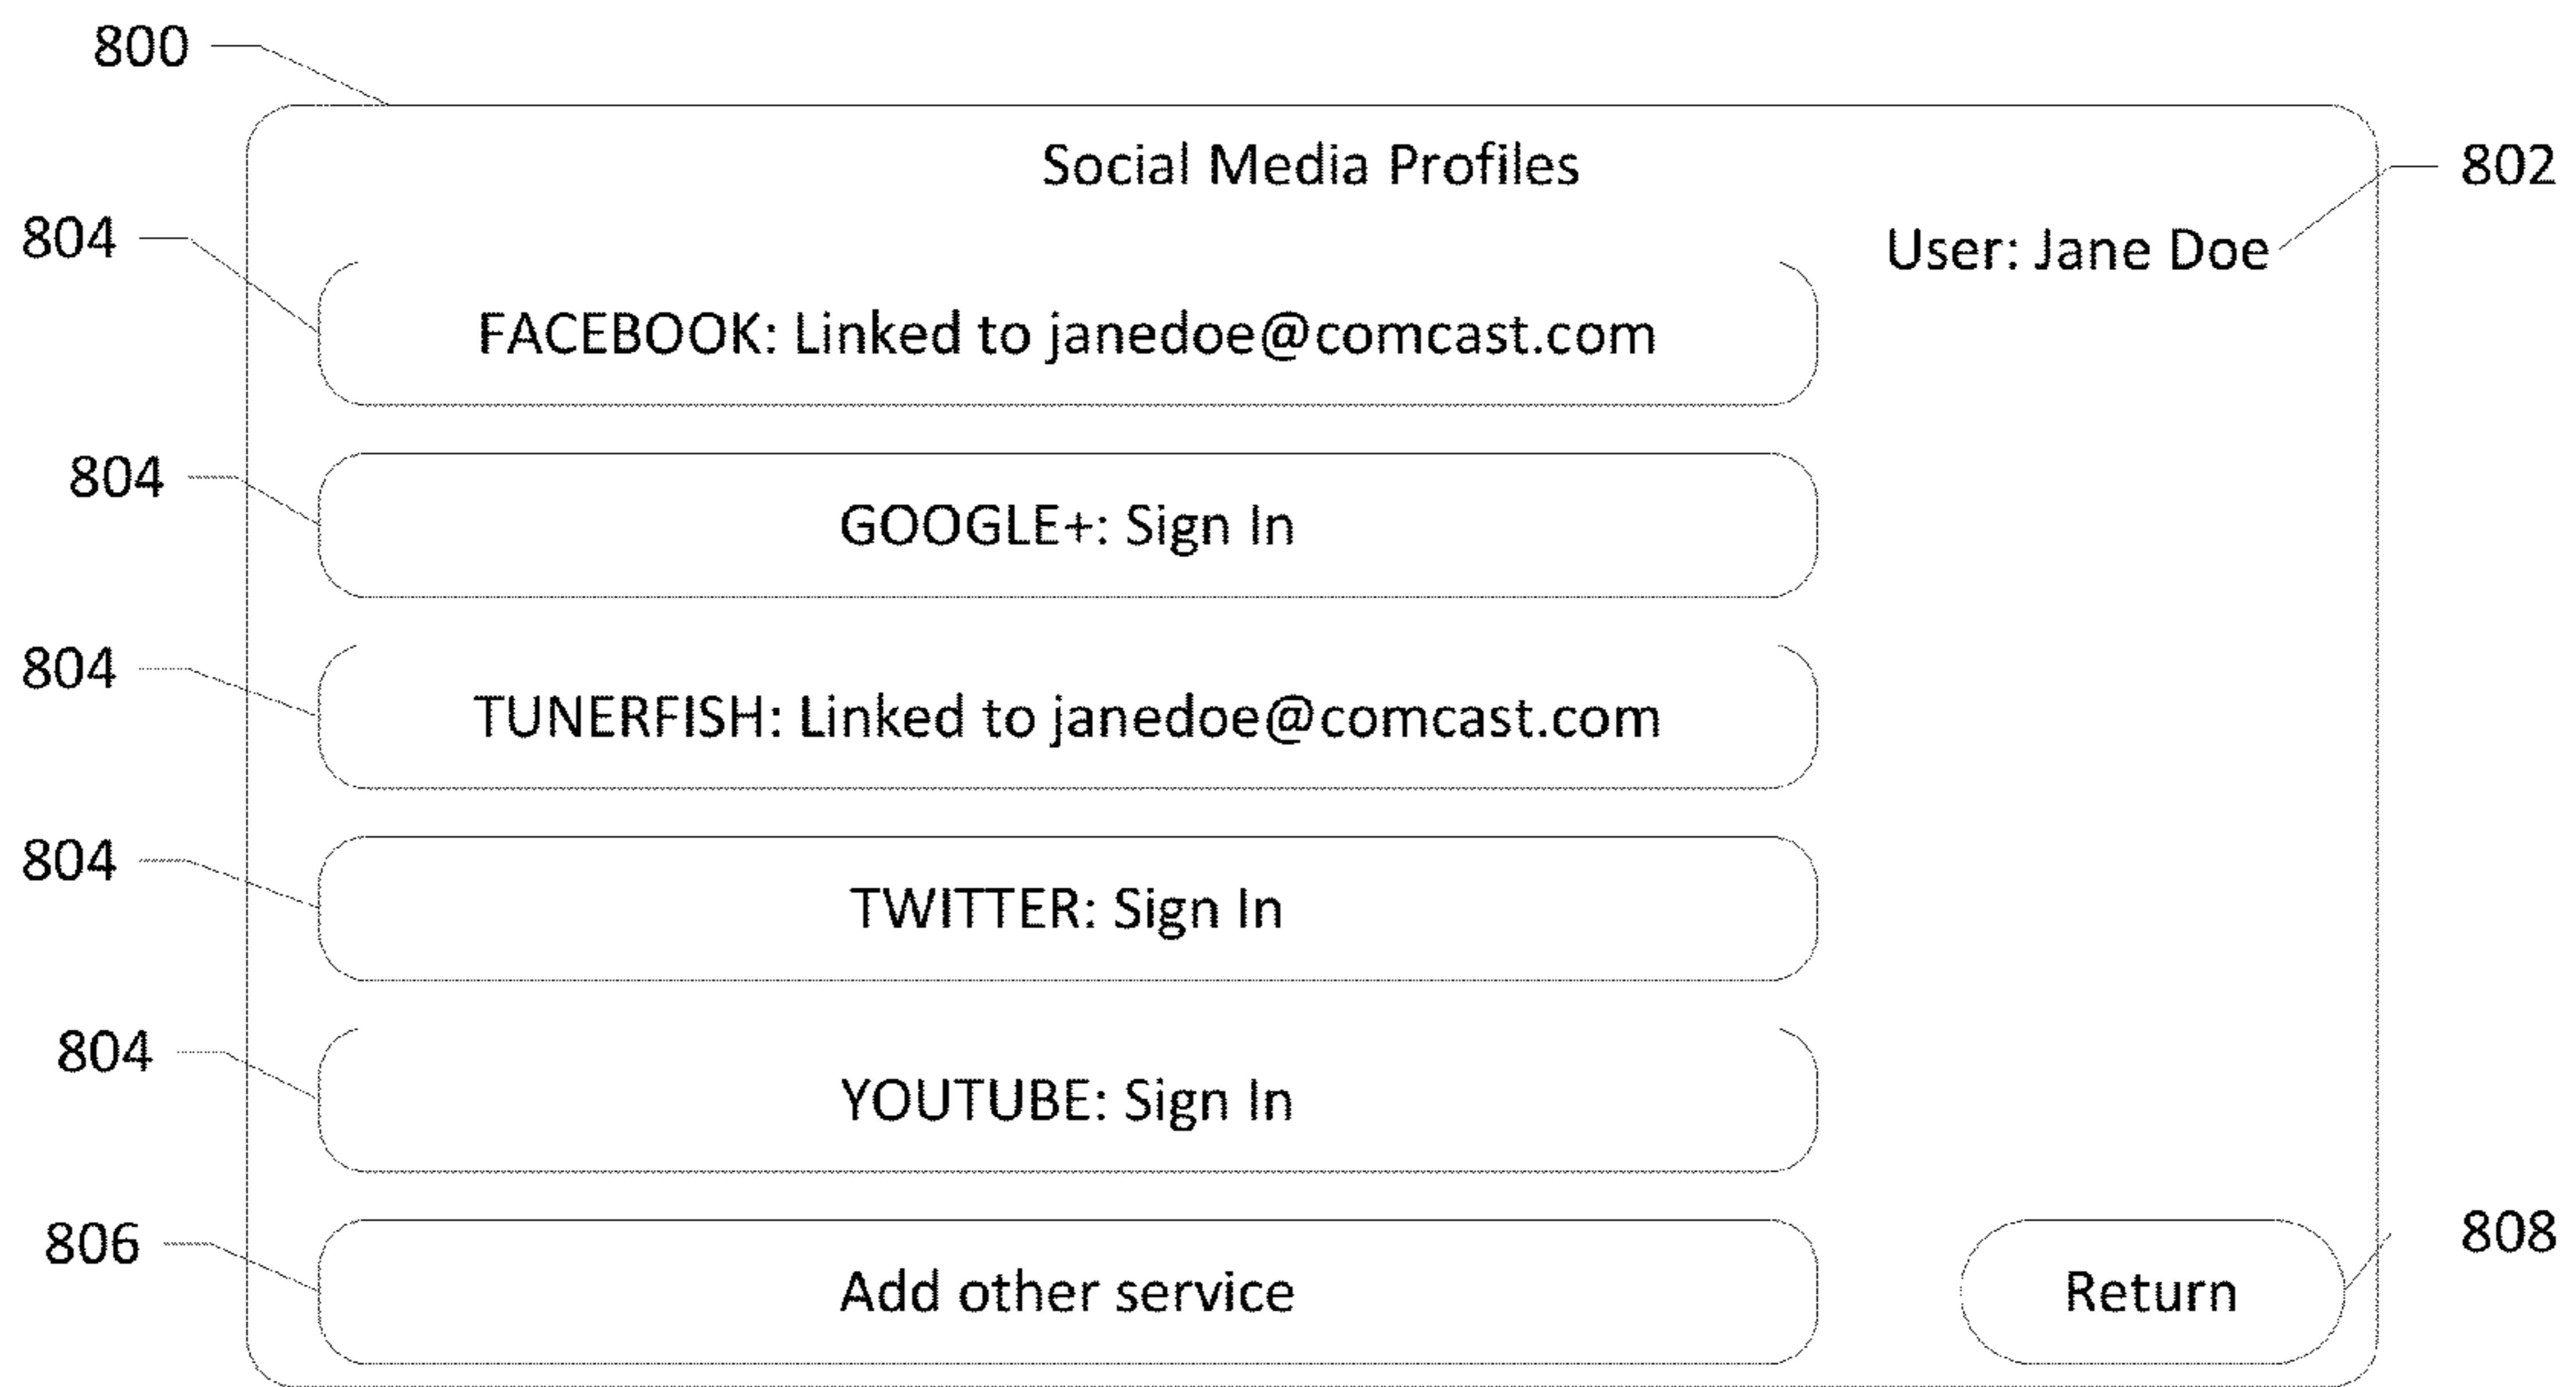 800
Social Media Profiles
802
804
User: Jane Doe
FACEBOOK: Linked to janedoe@comcast.com
804
GOOGLE+: Sign In
804
TUNERFISH: Linked to janedoe@comcast.com
804
TWITTER: Sign In
804
YOUTUBE: Sign In
806
808
Add other service
Return